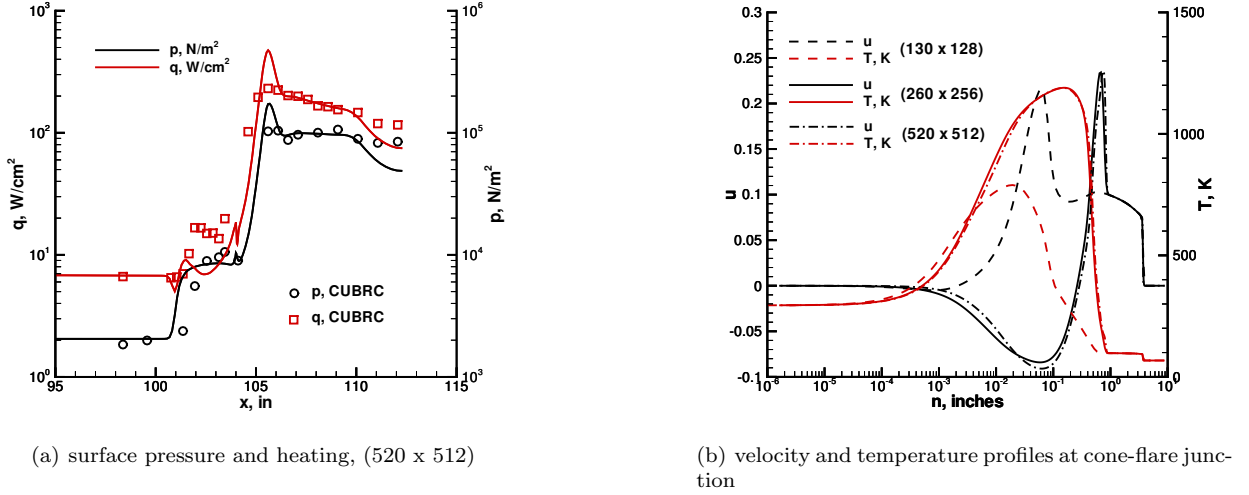 p, N/m²
q, W/cm²
p, CUBRC
q, CUBRC
q, W/cm²
p, N/m²
10³
10²
10¹
10⁰
10⁶
10⁵
10⁴
10³
95
100
105
110
115
x, in
(a) surface pressure and heating, (520 x 512)
u
T, K
(130 x 128)
u
T, K
(260 x 256)
u
T, K
(520 x 512)
0.3
0.25
0.2
0.15
0.1
0.05
0
-0.05
-0.1
u
1500
1000
500
0
T, K
10⁻⁶
10⁻⁵
10⁻⁴
10⁻³
10⁻²
10⁻¹
10⁰
10¹
n, inches
(b) velocity and temperature profiles at cone-flare junc-
tion